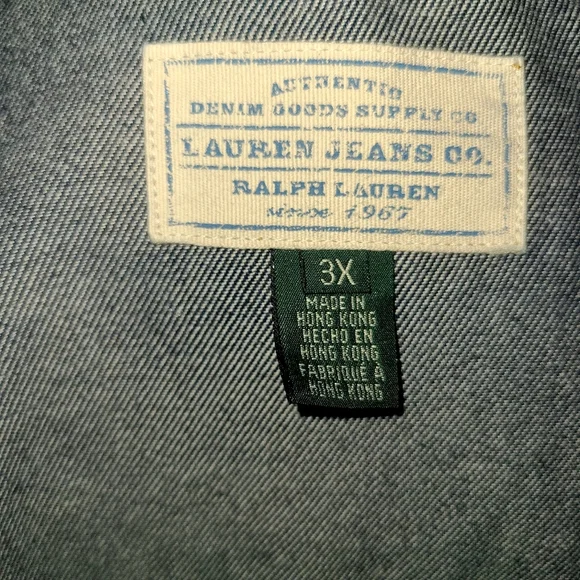 AUTHENTIC
DENIM GOODS SUPPLY CO
LAUREN JEANS CO.
RALPH LAUREN
since 1967
3X
MADE IN
HONG KONG
HECHO EN
HONG KONG
FABRIQUÉ À
HONG KONG